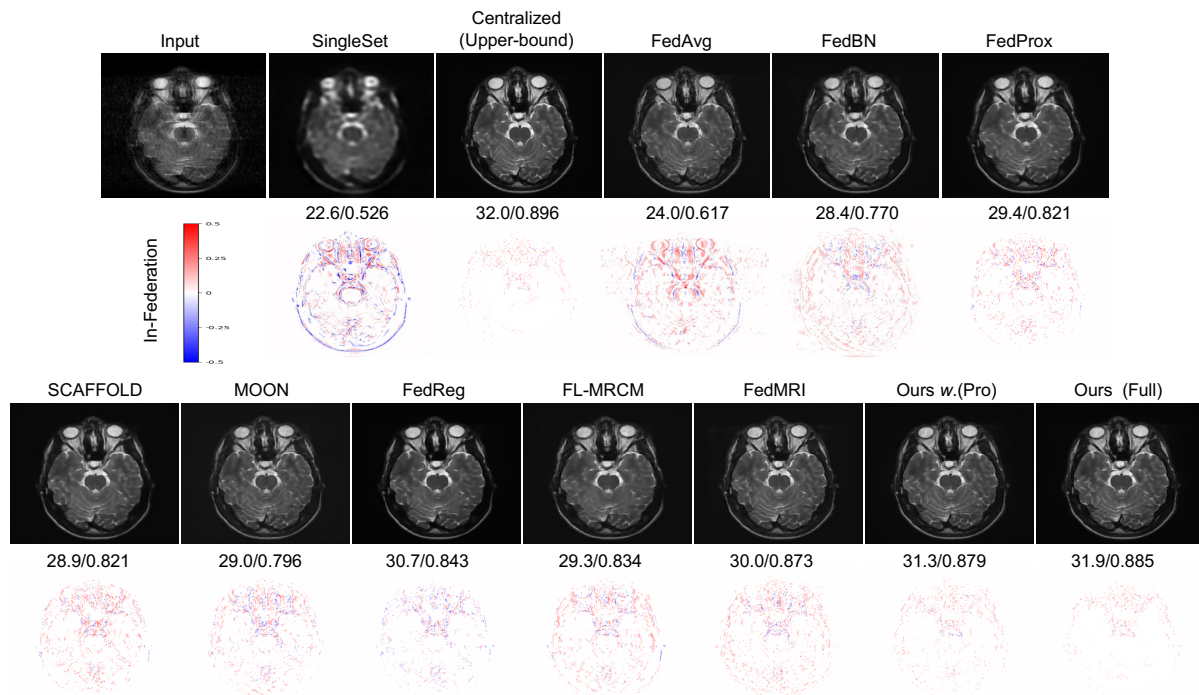 Input
SingleSet
Centralized
(Upper-bound)
FedAvg
FedBN
FedProx
22.6/0.526
32.0/0.896
24.0/0.617
28.4/0.770
29.4/0.821
In-Federation
0.5
0.25
0
-0.25
-0.5
SCAFFOLD
MOON
FedReg
FL-MRCM
FedMRI
Ours w.(Pro)
Ours (Full)
28.9/0.821
29.0/0.796
30.7/0.843
29.3/0.834
30.0/0.873
31.3/0.879
31.9/0.885